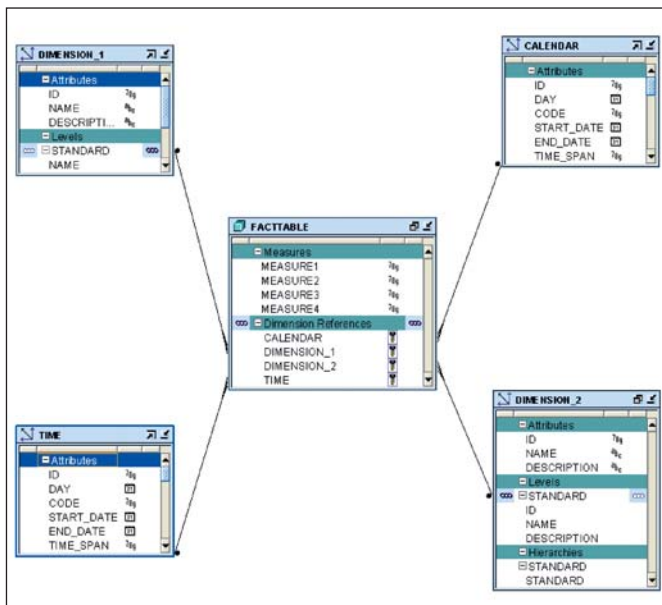 DIMENSION_1
Attributes
ID
NAME
DESCRIPTI...
Levels
STANDARD
NAME
CALENDAR
Attributes
ID
DAY
CODE
START_DATE
END_DATE
TIME_SPAN
FACTTABLE
Measures
MEASURE1
MEASURE2
MEASURE3
MEASURE4
Dimension References
CALENDAR
DIMENSION_1
DIMENSION_2
TIME
TIME
Attributes
ID
DAY
CODE
START_DATE
END_DATE
TIME_SPAN
DIMENSION_2
Attributes
ID
NAME
DESCRIPTION
Levels
STANDARD
ID
NAME
DESCRIPTION
Hierarchies
STANDARD
STANDARD